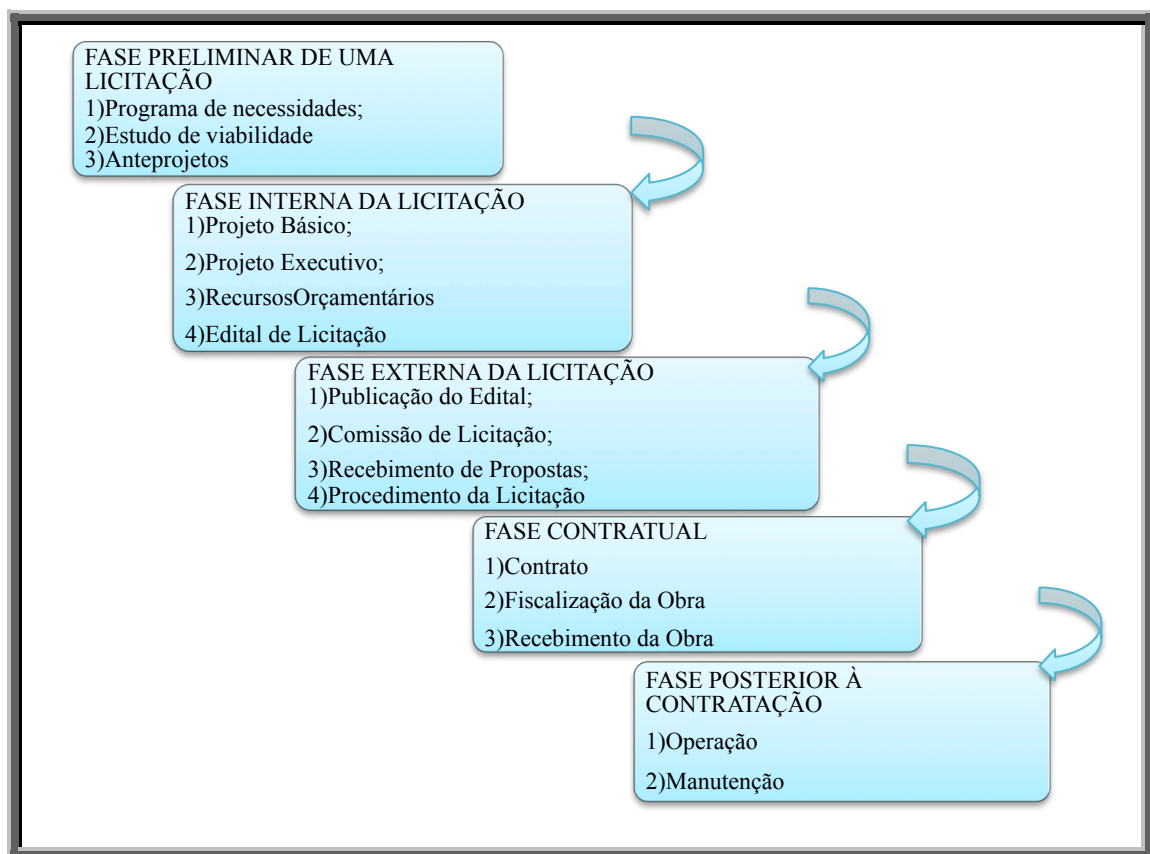 FASE PRELIMINAR DE UMA
LICITAÇÃO
1)Programa de necessidades;
2)Estudo de viabilidade
3)Anteprojetos
FASE INTERNA DA LICITAÇÃO
1)Projeto Básico;
2)Projeto Executivo;
3)RecursosOrçamentários
4)Edital de Licitação
FASE EXTERNA DA LICITAÇÃO
1)Publicação do Edital;
2)Comissão de Licitação;
3)Recebimento de Propostas;
4)Procedimento da Licitação
FASE CONTRATUAL
1)Contrato
2)Fiscalização da Obra
3)Recebimento da Obra
FASE POSTERIOR À
CONTRATAÇÃO
1)Operação
2)Manutenção